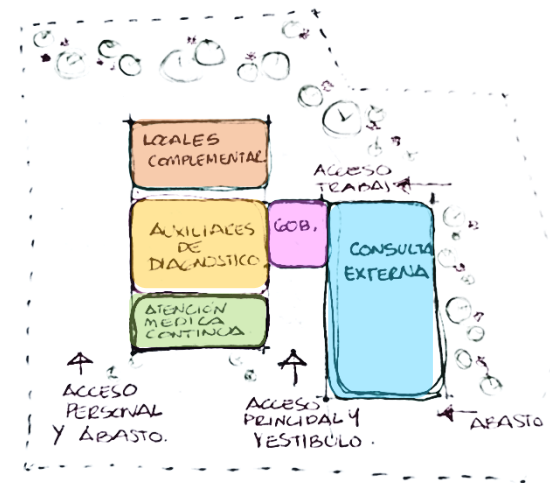 LOCALES
COMPLEMENTAR
ACCESO
TRABAJ
AUXILIARES
DE
DIAGNOSTICO.
GOB.
CONSULTA
EXTERNA
ATENCIÓN
MEDICA
CONTINUA
ACCESO
PERSONAL
Y ABASTO.
ACCESO
PRINCIPAL Y
VESTIBULO.
ABASTO